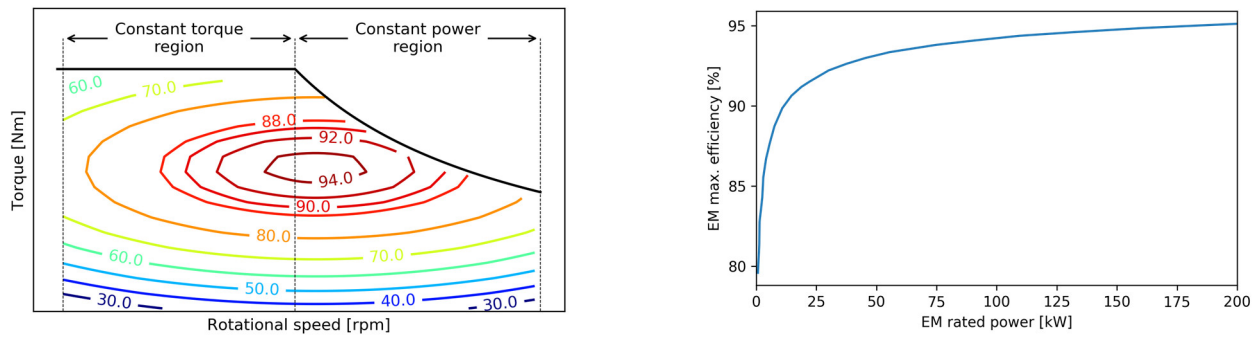 Constant torque
region
Constant power
region
60.0
70.0
88.0
92.0
94.0
90.0
80.0
70.0
60.0
50.0
40.0
30.0
30.0
Torque [Nm]
Rotational speed [rpm]
EM max. efficiency [%]
95
90
85
80
0 25 50 75 100 125 150 175 200
EM rated power [kW]